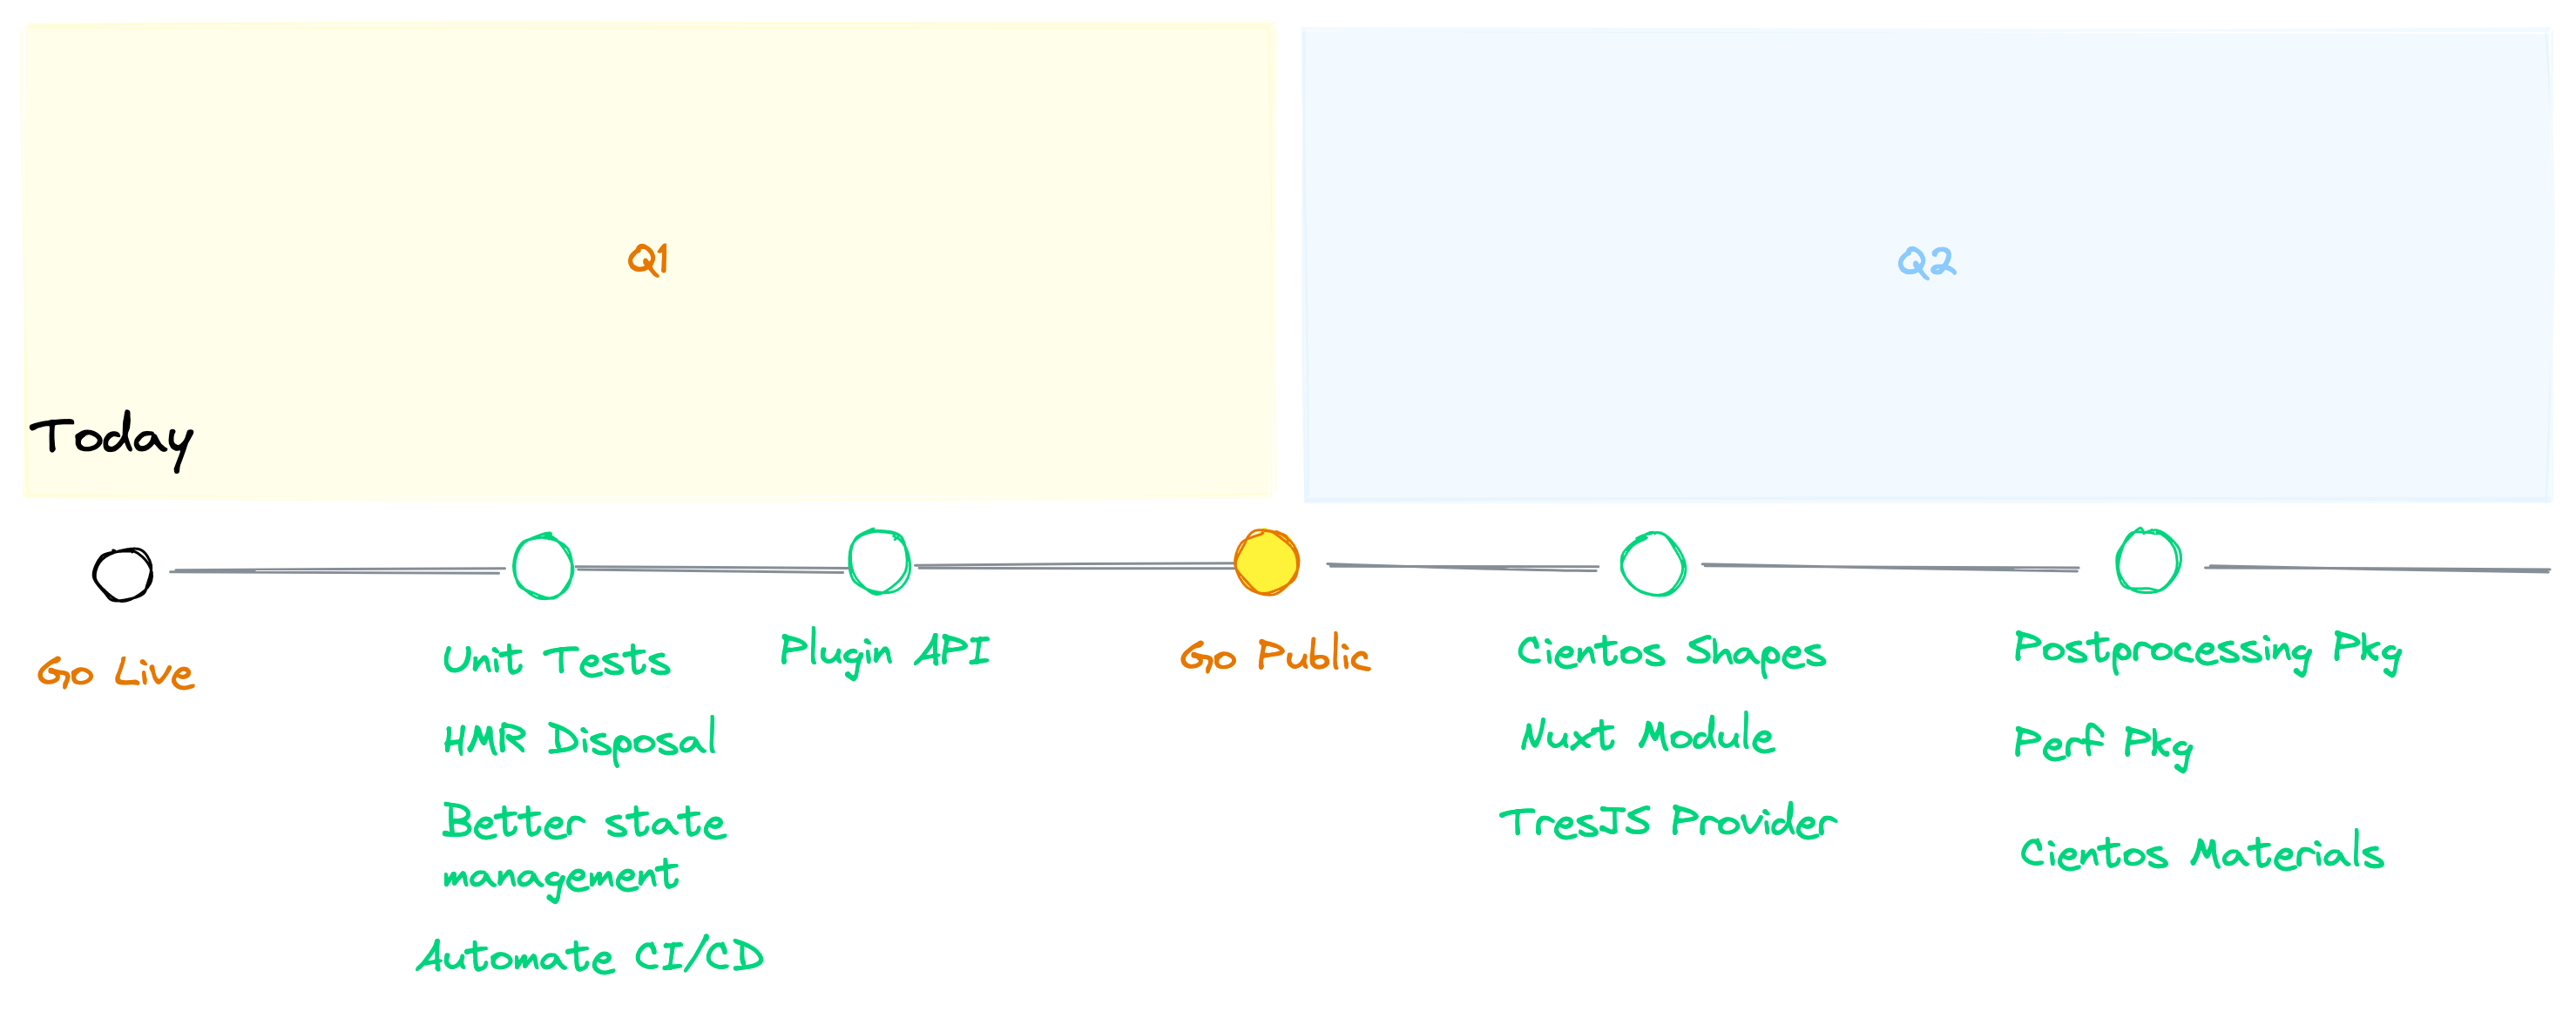 Q1
Q2
Today
Go Live
Unit Tests
HMR Disposal
Better state
management
Automate CI/CD
Plugin API
Go Public
Cientos Shapes
Nuxt Module
TresJS Provider
Postprocessing Pkg
Perf Pkg
Cientos Materials